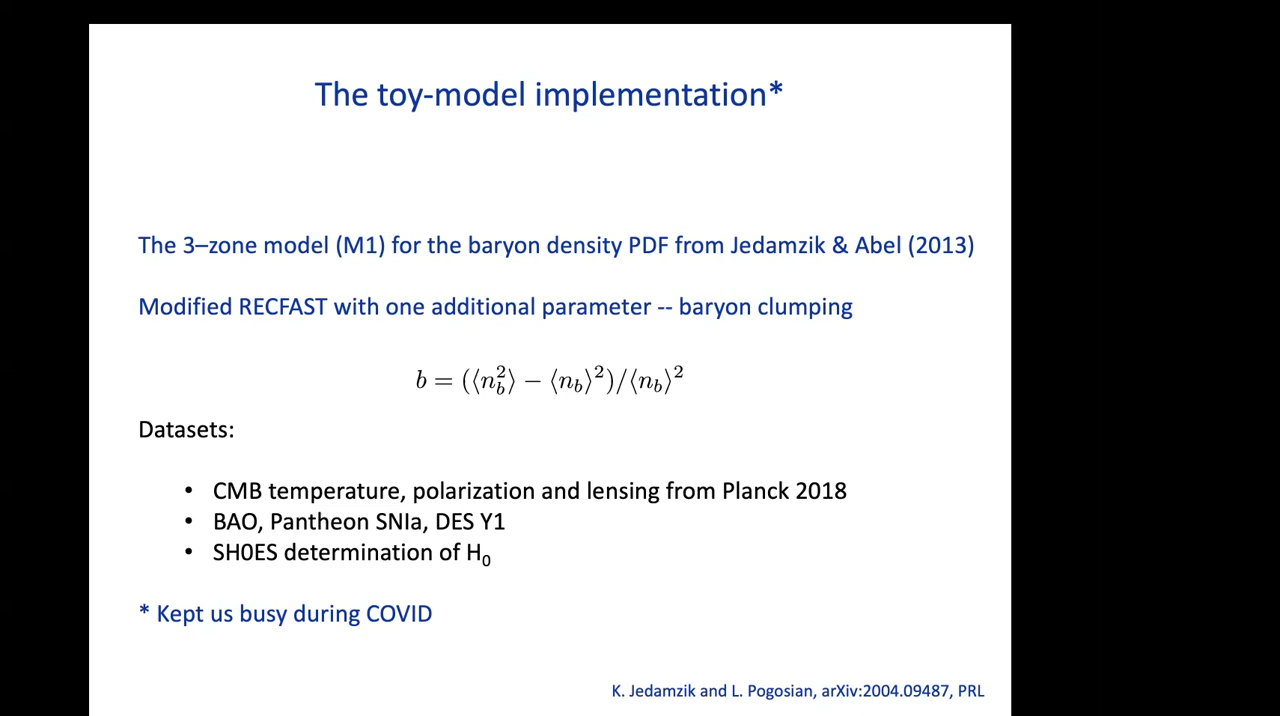 The toy-model implementation*
The 3–zone model (M1) for the baryon density PDF from Jedamzik & Abel (2013)
Modified RECFAST with one additional parameter -- baryon clumping
b = (⟨n_b^2⟩ − ⟨n_b⟩^2)/⟨n_b⟩^2
Datasets:
• CMB temperature, polarization and lensing from Planck 2018
• BAO, Pantheon SNIa, DES Y1
• SH0ES determination of H_0
* Kept us busy during COVID
K. Jedamzik and L. Pogosian, arXiv:2004.09487, PRL